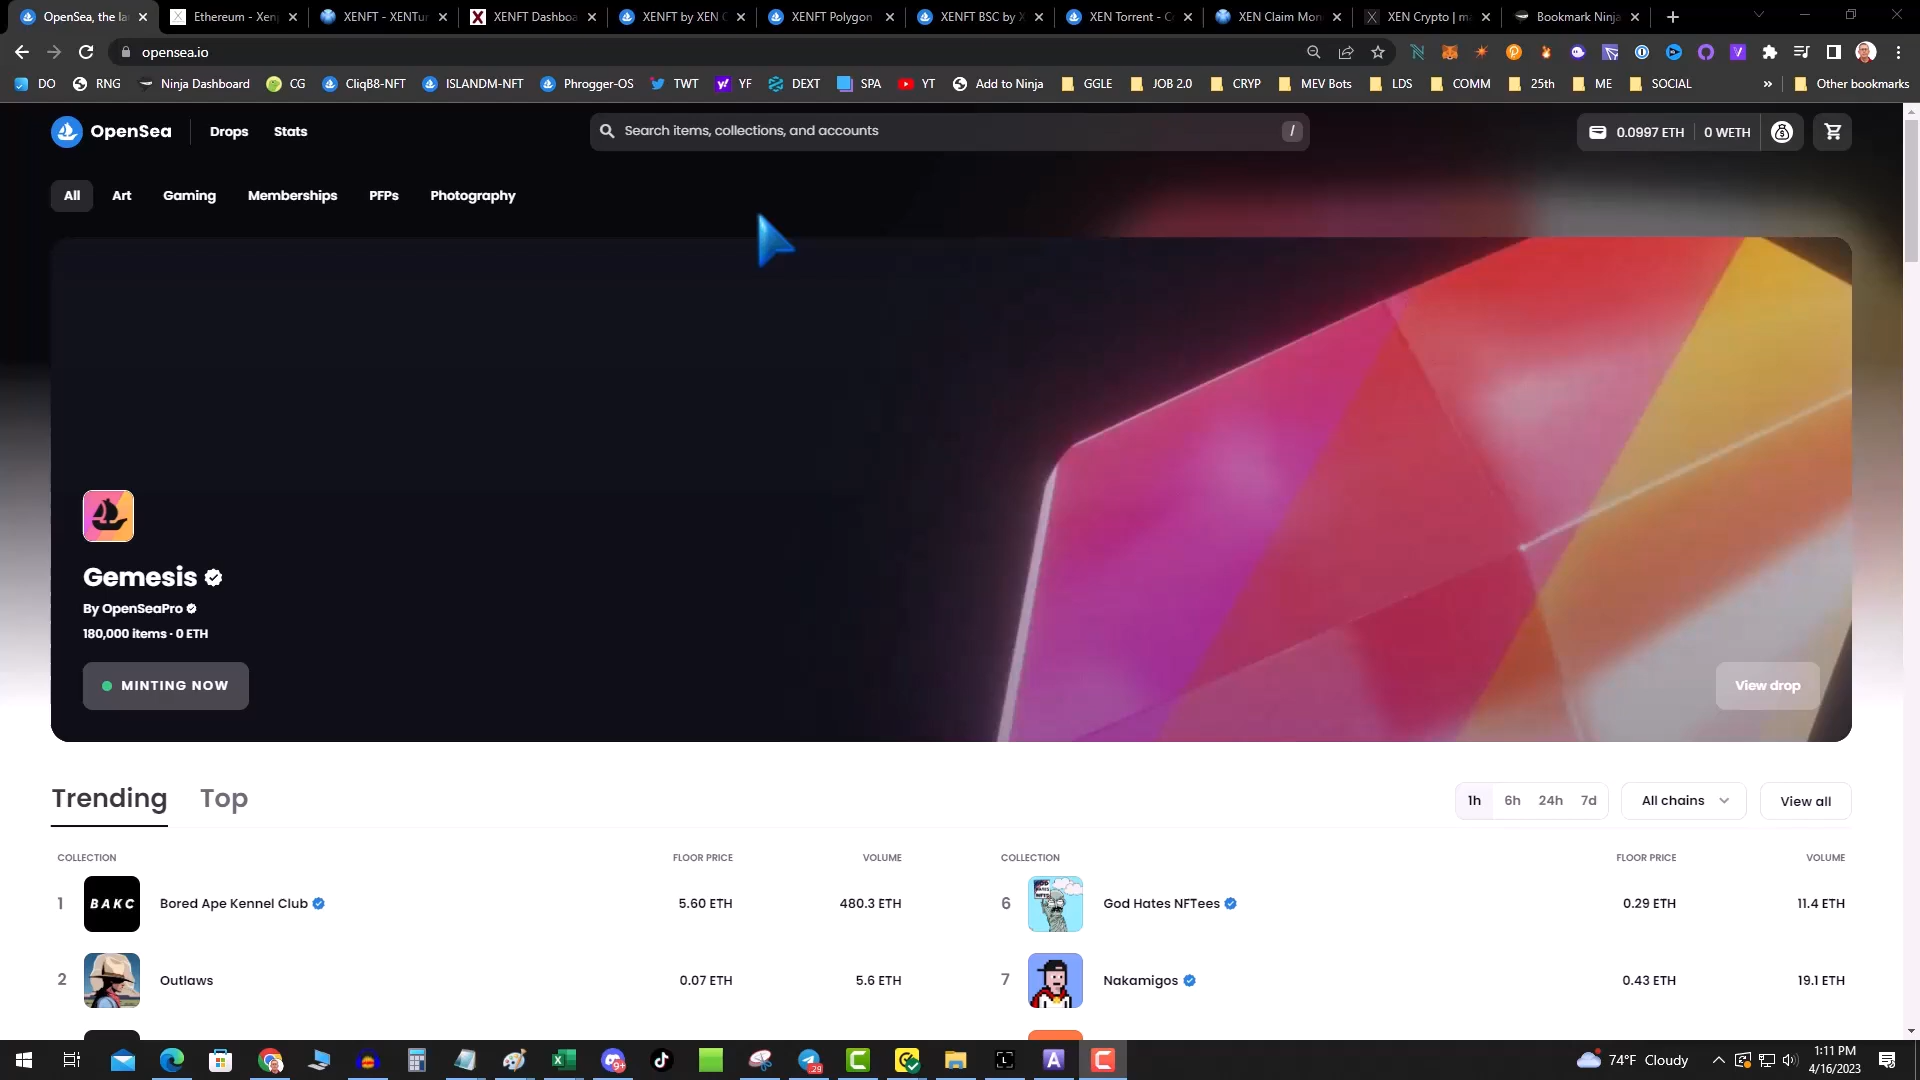 OpenSea, the la
Ethereum - Xen
XENFT - XENTur
XENFT Dashboa
XENFT by XEN C
XENFT Polygon
XENFT BSC by X
XEN Torrent - C
XEN Claim Mon
XEN Crypto | m
Bookmark Ninja
opensea.io
DO
RNG
Ninja Dashboard
CG
CliqB8-NFT
ISLANDM-NFT
Phrogger-OS
TWT
YF
DEXT
SPA
YT
Add to Ninja
GGLE
JOB 2.0
CRYP
MEV Bots
LDS
COMM
25th
ME
SOCIAL
»
Other bookmarks
OpenSea
Drops
Stats
Search items, collections, and accounts
/
0.0997 ETH
0 WETH
All
Art
Gaming
Memberships
PFPs
Photography
Gemesis
By OpenSeaPro
180,000 items · 0 ETH
MINTING NOW
View drop
Trending
Top
1h
6h
24h
7d
All chains
View all
COLLECTION
FLOOR PRICE
VOLUME
COLLECTION
FLOOR PRICE
VOLUME
1
BAKC
Bored Ape Kennel Club
5.60 ETH
480.3 ETH
6
GOD HATES
God Hates NFTees
0.29 ETH
11.4 ETH
2
Outlaws
0.07 ETH
5.6 ETH
7
Nakamigos
0.43 ETH
19.1 ETH
9+
29
74°F Cloudy
1:11 PM
4/16/2023